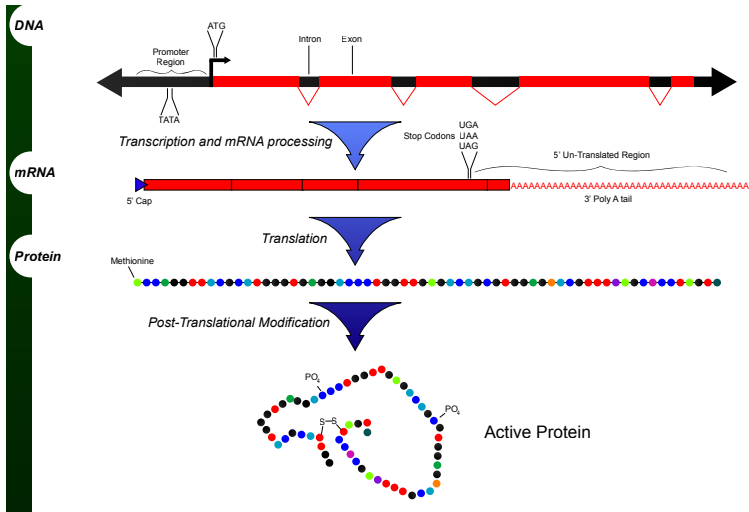 DNA
ATG
Promoter
Region
Intron
Exon
TATA
Transcription and mRNA processing
Stop Codons
UGA
UAA
UAG
5' Un-Translated Region
mRNA
AAAAAAAAAAAAAAAAAAAAAAAAAAAAAAAAAAA
5' Cap
3' Poly A tail
Translation
Protein
Methionine
Post-Translational Modification
PO4
PO4
S—S
Active Protein